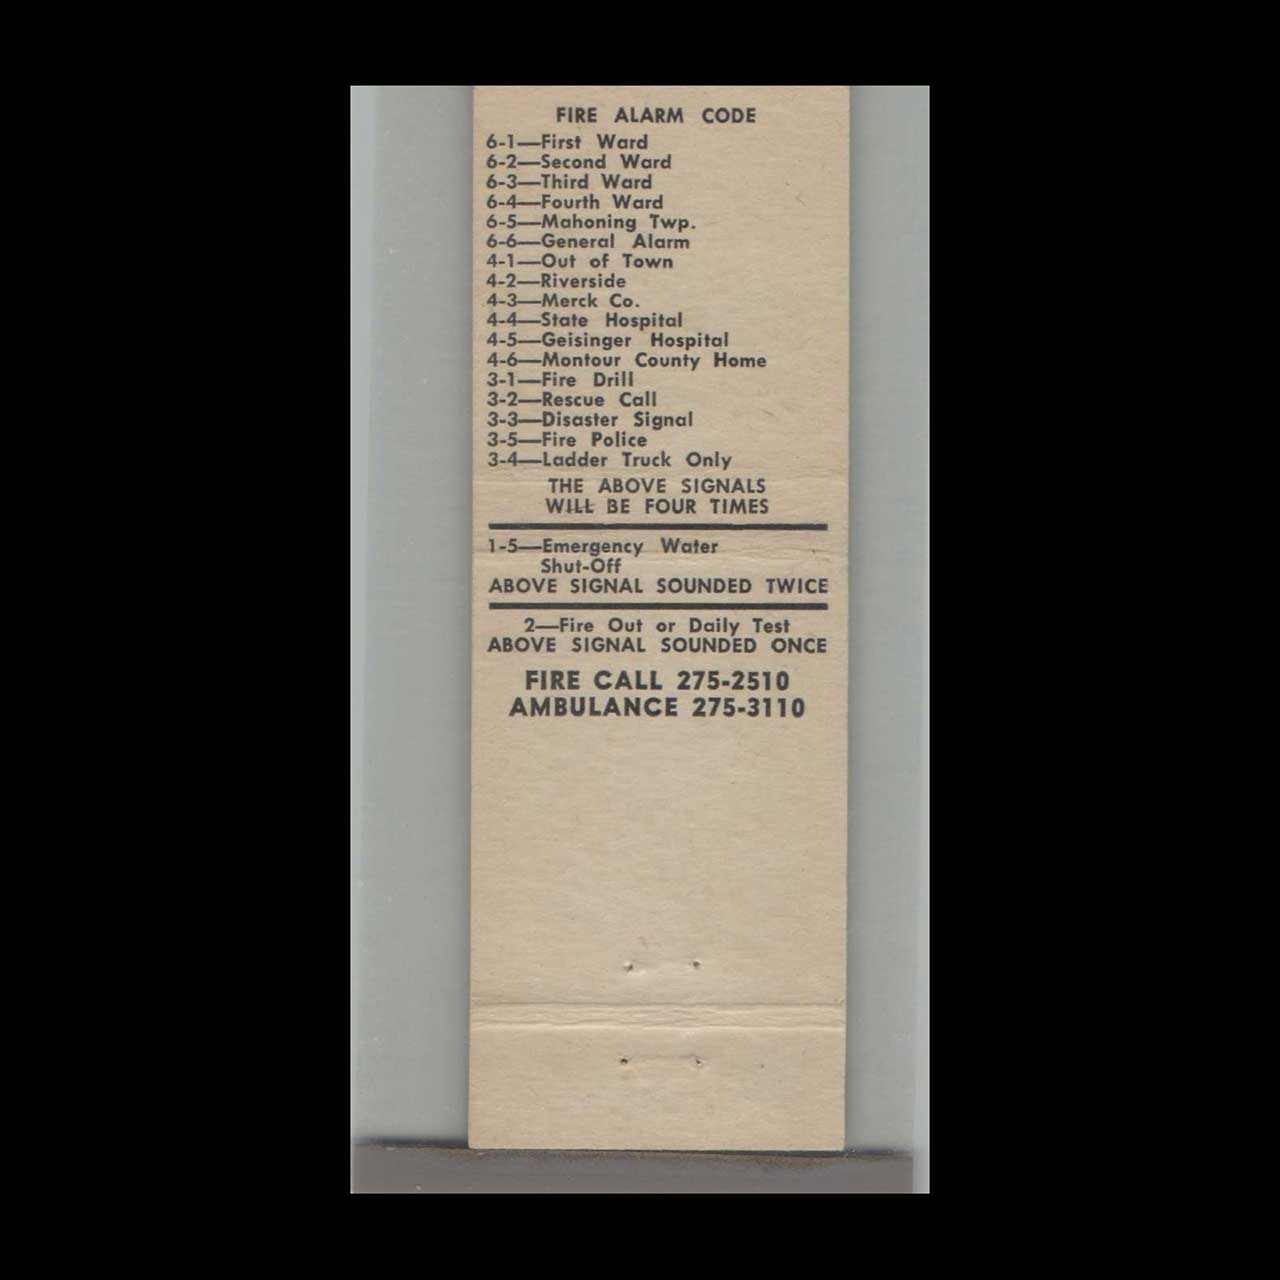 FIRE ALARM CODE
6-1—First Ward
6-2—Second Ward
6-3—Third Ward
6-4—Fourth Ward
6-5—Mahoning Twp.
6-6—General Alarm
4-1—Out of Town
4-2—Riverside
4-3—Merck Co.
4-4—State Hospital
4-5—Geisinger Hospital
4-6—Montour County Home
3-1—Fire Drill
3-2—Rescue Call
3-3—Disaster Signal
3-5—Fire Police
3-4—Ladder Truck Only
THE ABOVE SIGNALS
WILL BE FOUR TIMES
1-5—Emergency Water
Shut-Off
ABOVE SIGNAL SOUNDED TWICE
2—Fire Out or Daily Test
ABOVE SIGNAL SOUNDED ONCE
FIRE CALL 275-2510
AMBULANCE 275-3110